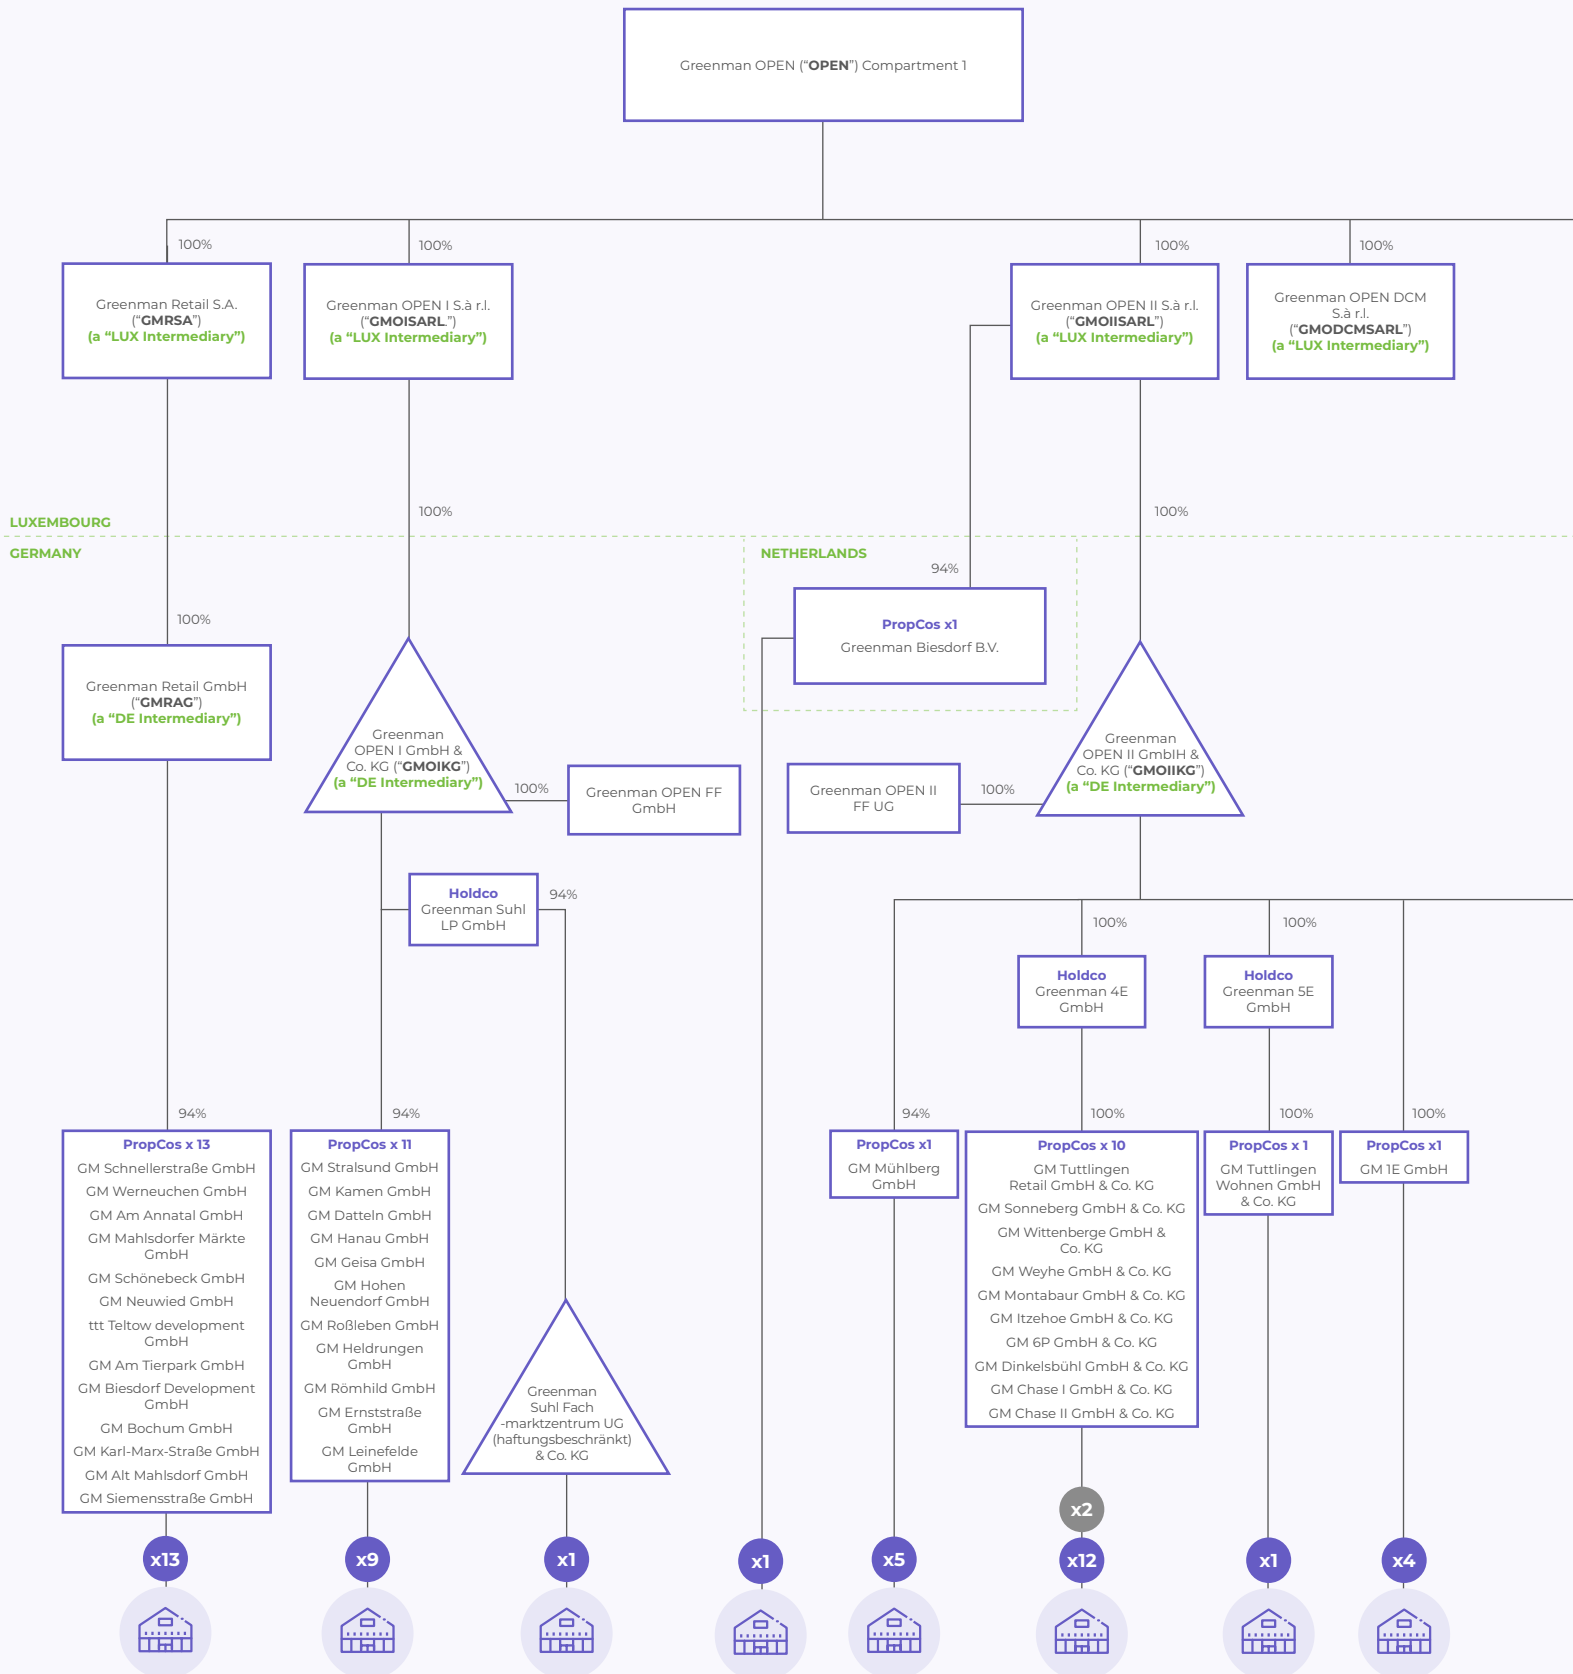 Greenman OPEN (“OPEN”) Compartment 1
100%
100%
100%
100%
Greenman Retail S.A.
(“GMRSA”)
(a “LUX Intermediary”)
Greenman OPEN I S.à r.l.
(“GMOISARL.”)
(a “LUX Intermediary”)
Greenman OPEN II S.à r.l.
(“GMOIISARL”)
(a “LUX Intermediary”)
Greenman OPEN DCM
S.à r.l.
(“GMODCMSARL”)
(a “LUX Intermediary”)
100%
100%
LUXEMBOURG
GERMANY
NETHERLANDS
94%
100%
PropCos x1
Greenman Biesdorf B.V.
Greenman Retail GmbH
(“GMRAG”)
(a “DE Intermediary”)
Greenman
OPEN I GmbH &
Co. KG (“GMOIKG”)
(a “DE Intermediary”)
100%
Greenman OPEN FF
GmbH
Greenman OPEN II
FF UG
100%
Greenman
OPEN II GmbIH &
Co. KG (“GMOIIKG”)
(a “DE Intermediary”)
Holdco
Greenman Suhl
LP GmbH
94%
100%
100%
Holdco
Greenman 4E
GmbH
Holdco
Greenman 5E
GmbH
94%
94%
94%
100%
100%
100%
PropCos x 13
GM Schnellerstraße GmbH
GM Werneuchen GmbH
GM Am Annatal GmbH
GM Mahlsdorfer Märkte
GmbH
GM Schönebeck GmbH
GM Neuwied GmbH
ttt Teltow development
GmbH
GM Am Tierpark GmbH
GM Biesdorf Development
GmbH
GM Bochum GmbH
GM Karl-Marx-Straße GmbH
GM Alt Mahlsdorf GmbH
GM Siemensstraße GmbH
PropCos x 11
GM Stralsund GmbH
GM Kamen GmbH
GM Datteln GmbH
GM Hanau GmbH
GM Geisa GmbH
GM Hohen
Neuendorf GmbH
GM Roßleben GmbH
GM Heldrungen
GmbH
GM Römhild GmbH
GM Ernststraße
GmbH
GM Leinefelde
GmbH
Greenman
Suhl Fach
-marktzentrum UG
(haftungsbeschränkt)
& Co. KG
PropCos x1
GM Mühlberg
GmbH
PropCos x 10
GM Tuttlingen
Retail GmbH & Co. KG
GM Sonneberg GmbH & Co. KG
GM Wittenberge GmbH &
Co. KG
GM Weyhe GmbH & Co. KG
GM Montabaur GmbH & Co. KG
GM Itzehoe GmbH & Co. KG
GM 6P GmbH & Co. KG
GM Dinkelsbühl GmbH & Co. KG
GM Chase I GmbH & Co. KG
GM Chase II GmbH & Co. KG
PropCos x 1
GM Tuttlingen
Wohnen GmbH
& Co. KG
PropCos x1
GM 1E GmbH
x2
x13
x9
x1
x1
x5
x12
x1
x4